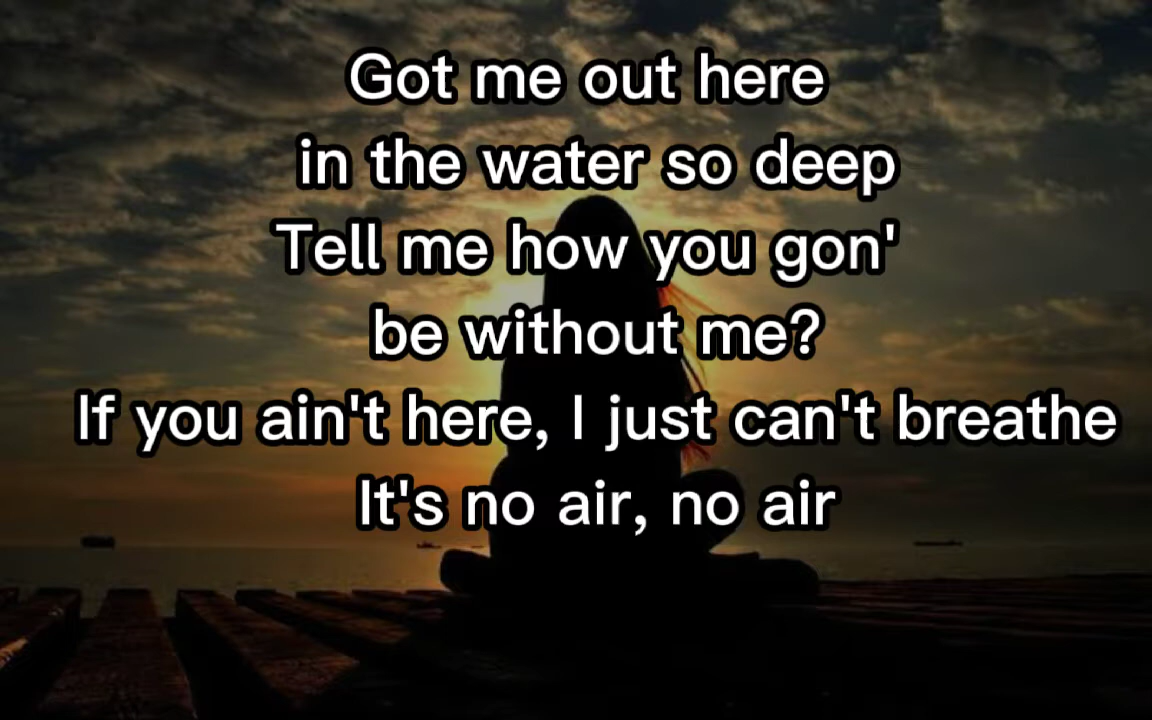 Got me out here
in the water so deep
Tell me how you gon'
be without me?
If you ain't here, I just can't breathe
It's no air, no air